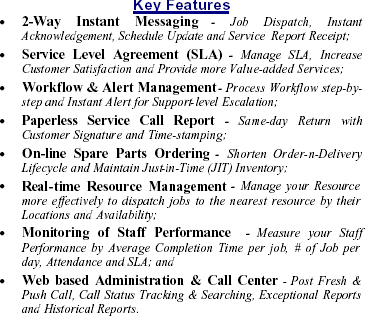 Key Features
• 2-Way Instant Messaging - Job Dispatch, Instant
Acknowledgement, Schedule Update and Service Report Receipt;
• Service Level Agreement (SLA) - Manage SLA, Increase
Customer Satisfaction and Provide more Value-added Services;
• Workflow & Alert Management - Process Workflow step-by-
step and Instant Alert for Support-level Escalation;
• Paperless Service Call Report - Same-day Return with
Customer Signature and Time-stamping;
• On-line Spare Parts Ordering - Shorten Order-n-Delivery
Lifecycle and Maintain Just-in-Time (JIT) Inventory;
• Real-time Resource Management - Manage your Resource
more effectively to dispatch jobs to the nearest resource by their
Locations and Availability;
• Monitoring of Staff Performance - Measure your Staff
Performance by Average Completion Time per job, # of Job per
day, Attendance and SLA; and
• Web based Administration & Call Center - Post Fresh &
Push Call, Call Status Tracking & Searching, Exceptional Reports
and Historical Reports.